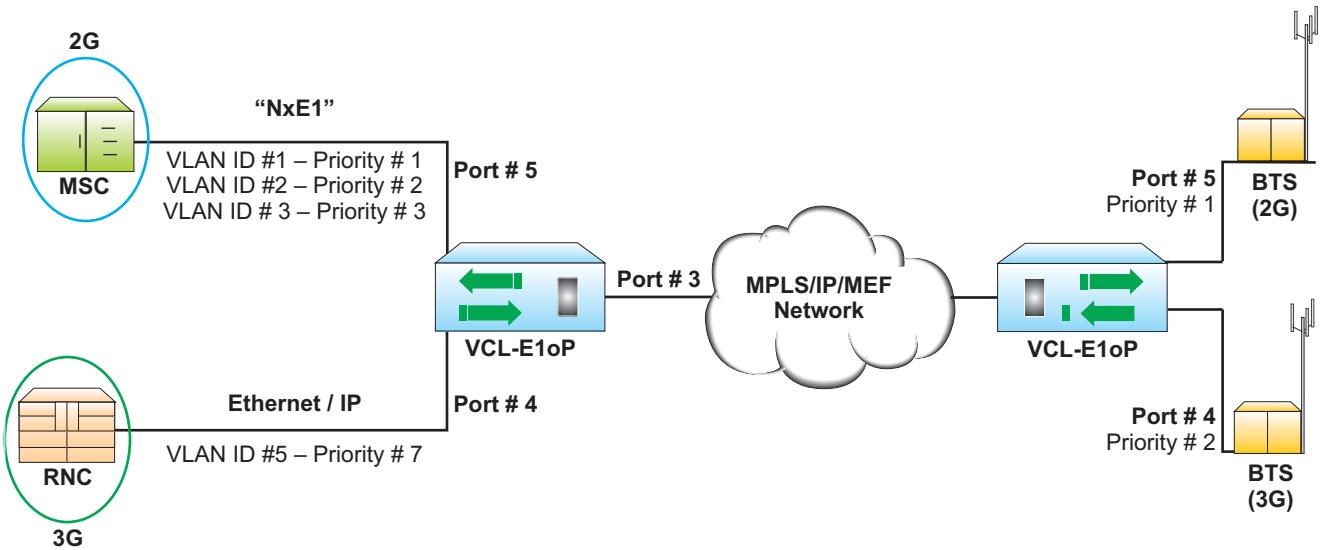 2G
MSC
“NxE1”
VLAN ID #1 – Priority # 1
VLAN ID #2 – Priority # 2
VLAN ID # 3 – Priority # 3
Port # 5
VCL-E1oP
Port # 4
Ethernet / IP
VLAN ID #5 – Priority # 7
RNC
3G
Port # 3
MPLS/IP/MEF
Network
VCL-E1oP
Port # 5
Priority # 1
BTS
(2G)
Port # 4
Priority # 2
BTS
(3G)